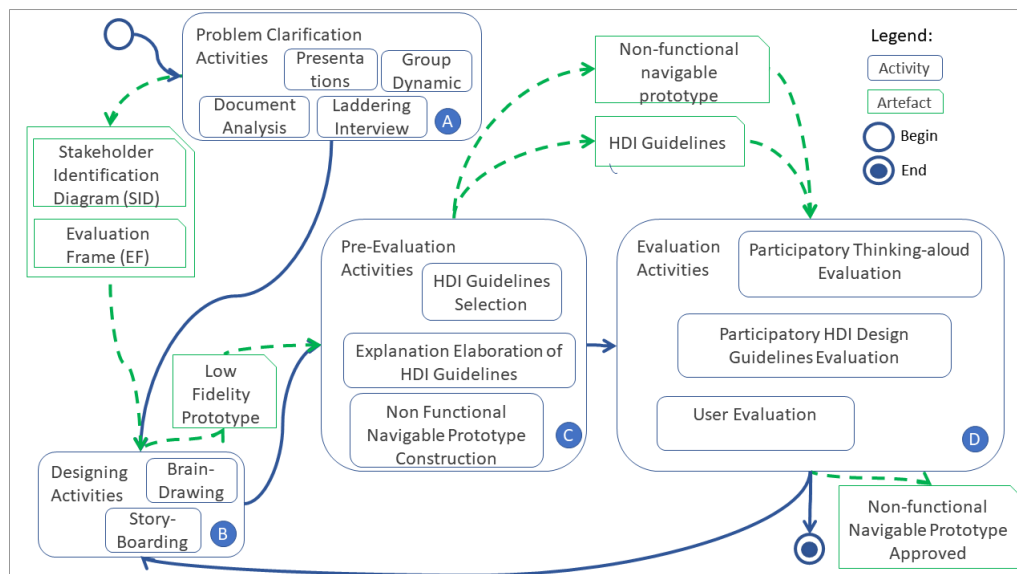 Problem Clarification
Activities
Presenta
tions
Group
Dynamic
Document
Analysis
Laddering
Interview
A
Stakeholder
Identification
Diagram (SID)
Evaluation
Frame (EF)
Non-functional
navigable
prototype
HDI Guidelines
Legend:
Activity
Artefact
Begin
End
Pre-Evaluation
Activities
HDI Guidelines
Selection
Explanation Elaboration of
HDI Guidelines
Non Functional
Navigable Prototype
Construction
C
Evaluation
Activities
Participatory Thinking-aloud
Evaluation
Participatory HDI Design
Guidelines Evaluation
User Evaluation
D
Low
Fidelity
Prototype
Designing
Activities
Brain-
Drawing
Story-
Boarding
B
Non-functional
Navigable Prototype
Approved